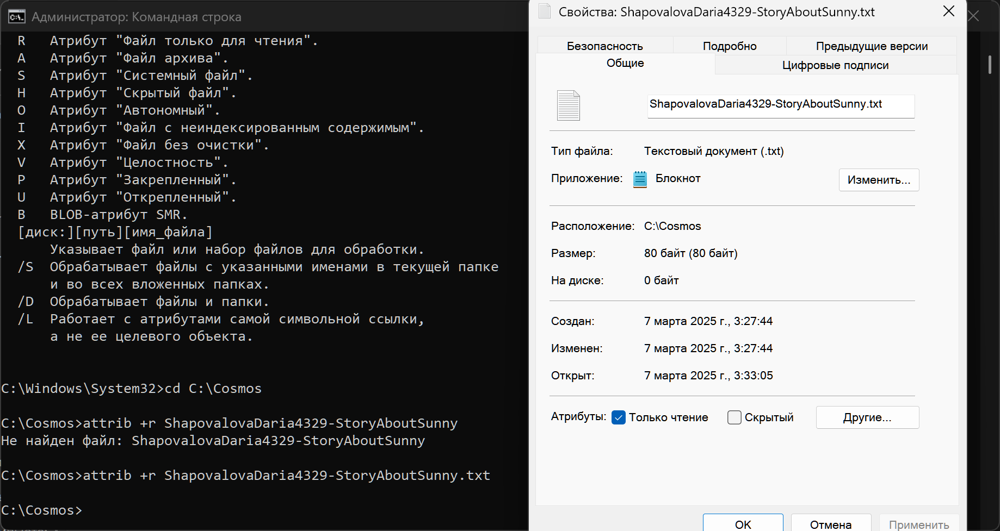 Администратор: Командная строка
R Атрибут "Файл только для чтения".
A Атрибут "Файл архива".
S Атрибут "Системный файл".
H Атрибут "Скрытый файл".
O Атрибут "Автономный".
I Атрибут "Файл с неиндексированным содержимым".
X Атрибут "Файл без очистки".
V Атрибут "Целостность".
P Атрибут "Закрепленный".
U Атрибут "Открепленный".
B BLOB-атрибут SMR.
[диск:][путь][имя_файла]
Указывает файл или набор файлов для обработки.
/S Обрабатывает файлы с указанными именами в текущей папке
и во всех вложенных папках.
/D Обрабатывает файлы и папки.
/L Работает с атрибутами самой символьной ссылки,
а не ее целевого объекта.
C:\Windows\System32>cd C:\Cosmos
C:\Cosmos>attrib +r ShapovalovaDaria4329-StoryAboutSunny
Не найден файл: ShapovalovaDaria4329-StoryAboutSunny
C:\Cosmos>attrib +r ShapovalovaDaria4329-StoryAboutSunny.txt
C:\Cosmos>
Свойства: ShapovalovaDaria4329-StoryAboutSunny.txt
Безопасность Подробно Предыдущие версии
Общие Цифровые подписи
ShapovalovaDaria4329-StoryAboutSunny.txt
Тип файла: Текстовый документ (.txt)
Приложение: Блокнот Изменить...
Расположение: C:\Cosmos
Размер: 80 байт (80 байт)
На диске: 0 байт
Создан: 7 марта 2025 г., 3:27:44
Изменен: 7 марта 2025 г., 3:27:44
Открыт: 7 марта 2025 г., 3:33:05
Атрибуты: Только чтение Скрытый Другие...
ОК Отмена Применить